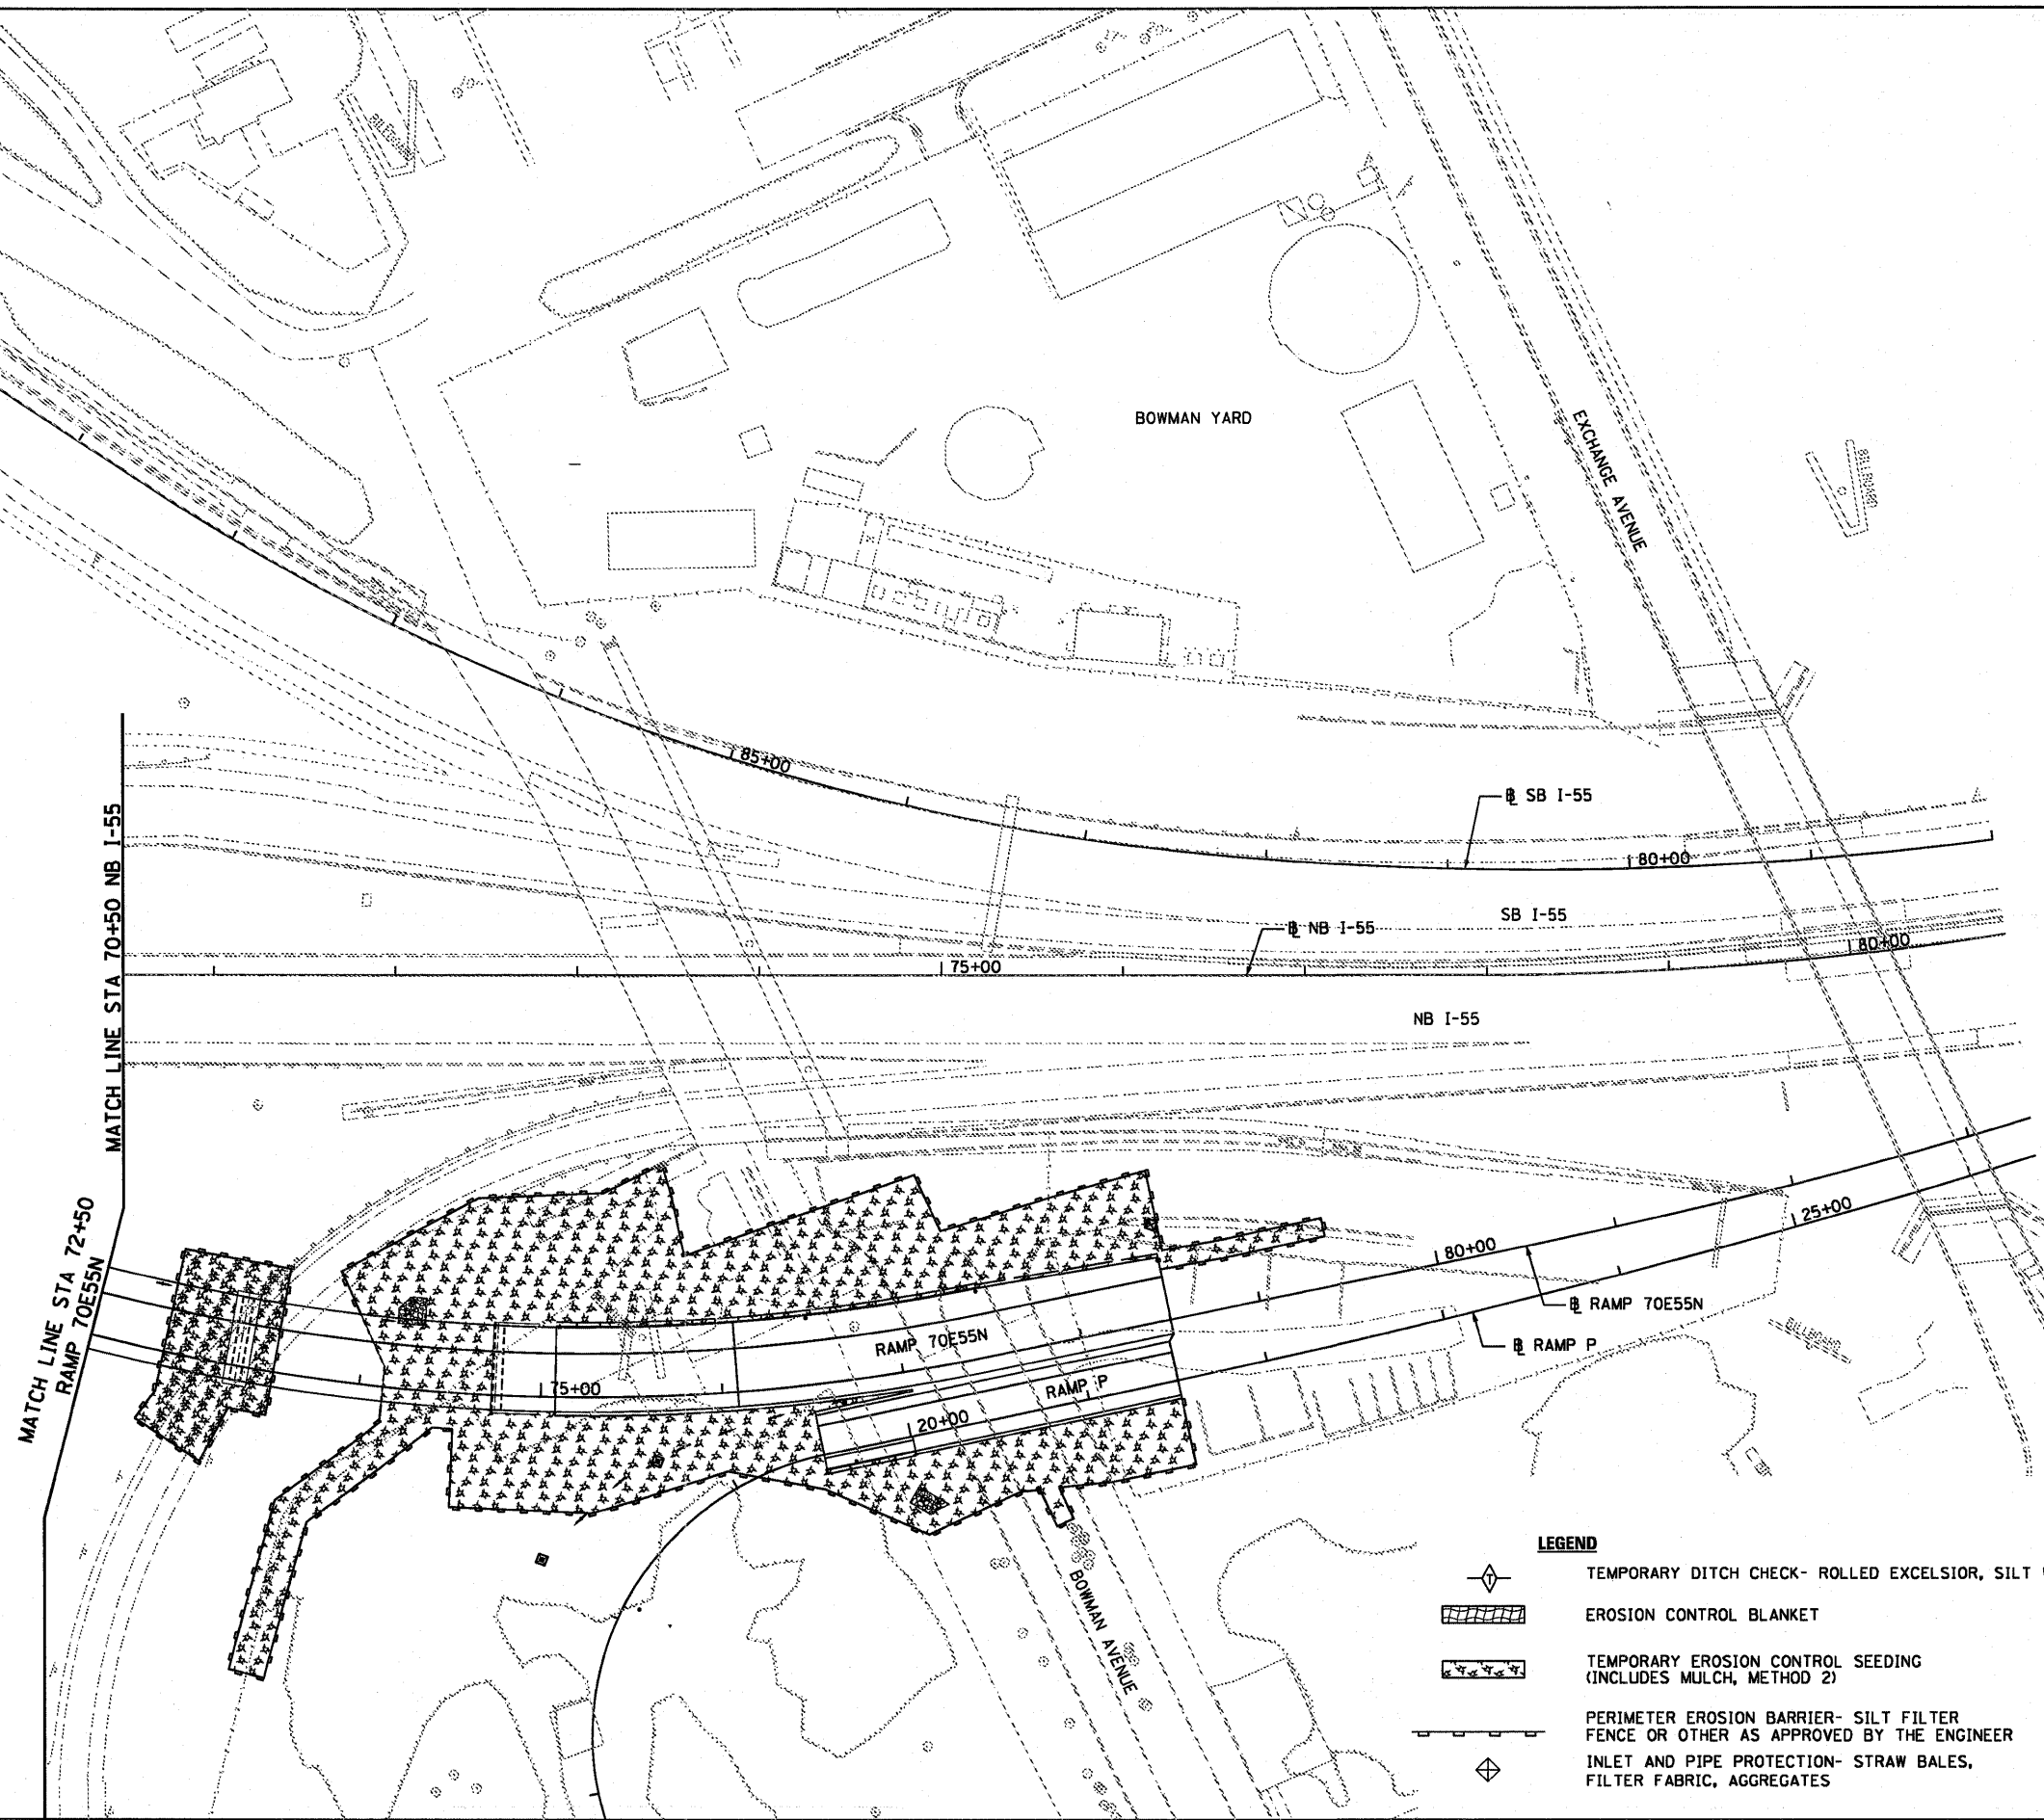 BILLBOARD
BOWMAN YARD
EXCHANGE AVENUE
BILLBOARD
85+00
℄ SB I-55
80+00
SB I-55
℄ NB I-55
80+00
75+00
NB I-55
MATCH LINE STA 70+50 NB I-55
MATCH LINE STA 72+50
RAMP 70E55N
25+00
80+00
℄ RAMP 70E55N
RAMP 70E55N
℄ RAMP P
BILLBOARD
75+00
RAMP P
20+00
BOWMAN AVENUE
LEGEND
T
TEMPORARY DITCH CHECK- ROLLED EXCELSIOR, SILT
EROSION CONTROL BLANKET
TEMPORARY EROSION CONTROL SEEDING
(INCLUDES MULCH, METHOD 2)
PERIMETER EROSION BARRIER- SILT FILTER
FENCE OR OTHER AS APPROVED BY THE ENGINEER
INLET AND PIPE PROTECTION- STRAW BALES,
FILTER FABRIC, AGGREGATES